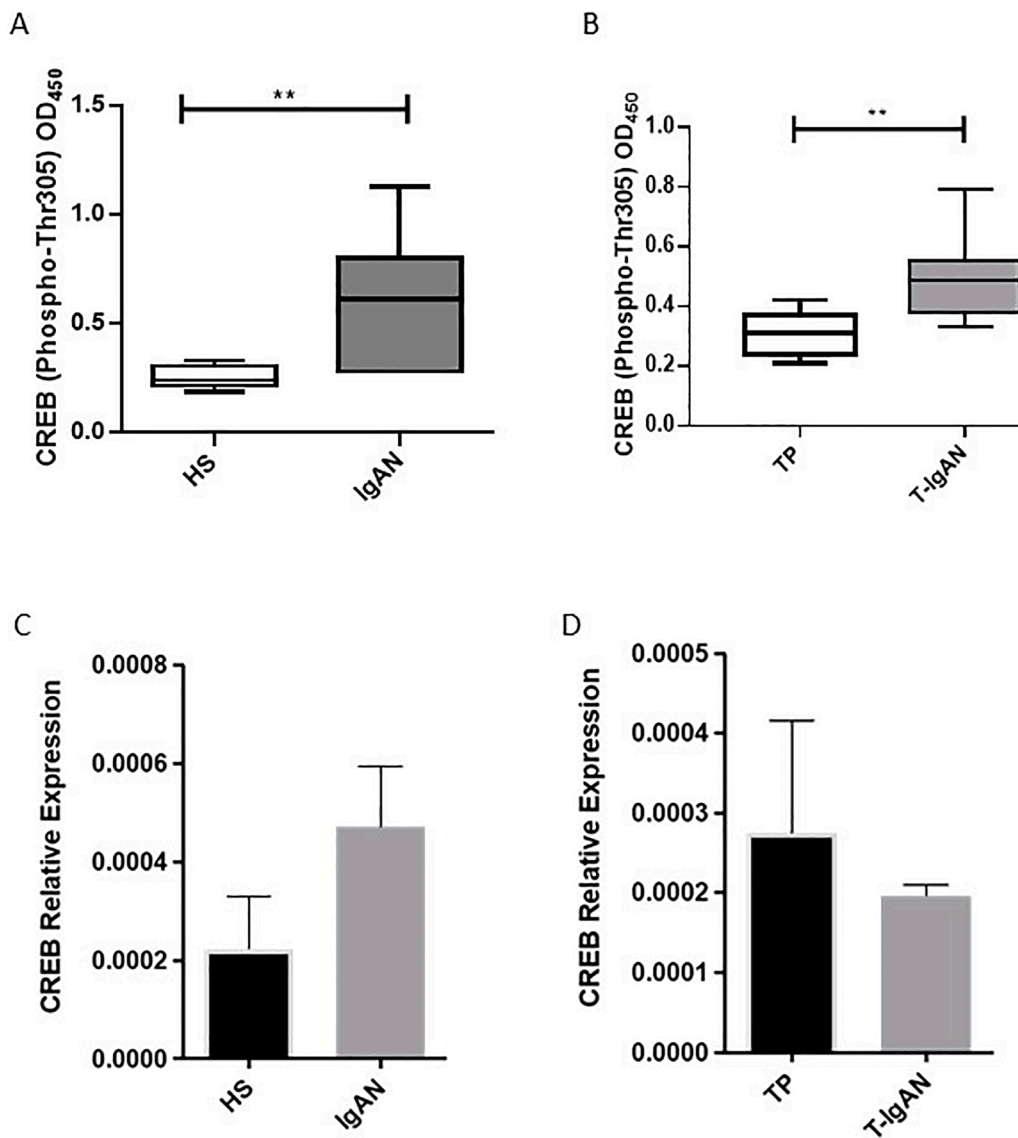 A
CREB (Phospho-Thr305) OD450
1.5
1.0
0.5
0.0
**
HS
IgAN
B
CREB (Phospho-Thr305) OD450
1.0
0.8
0.6
0.4
0.2
0.0
**
TP
T-IgAN
C
CREB Relative Expression
0.0008
0.0006
0.0004
0.0002
0.0000
HS
IgAN
D
CREB Relative Expression
0.0005
0.0004
0.0003
0.0002
0.0001
0.0000
TP
T-IgAN